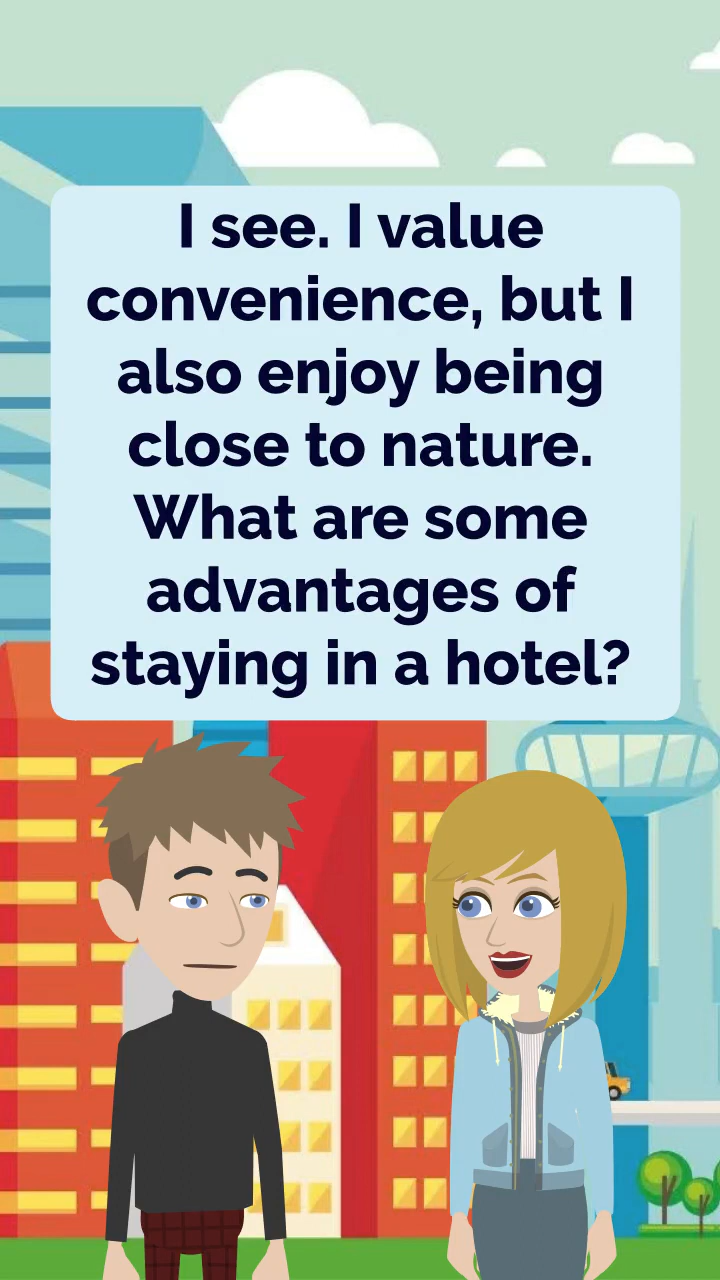 I see. I value
convenience, but I
also enjoy being
close to nature.
What are some
advantages of
staying in a hotel?